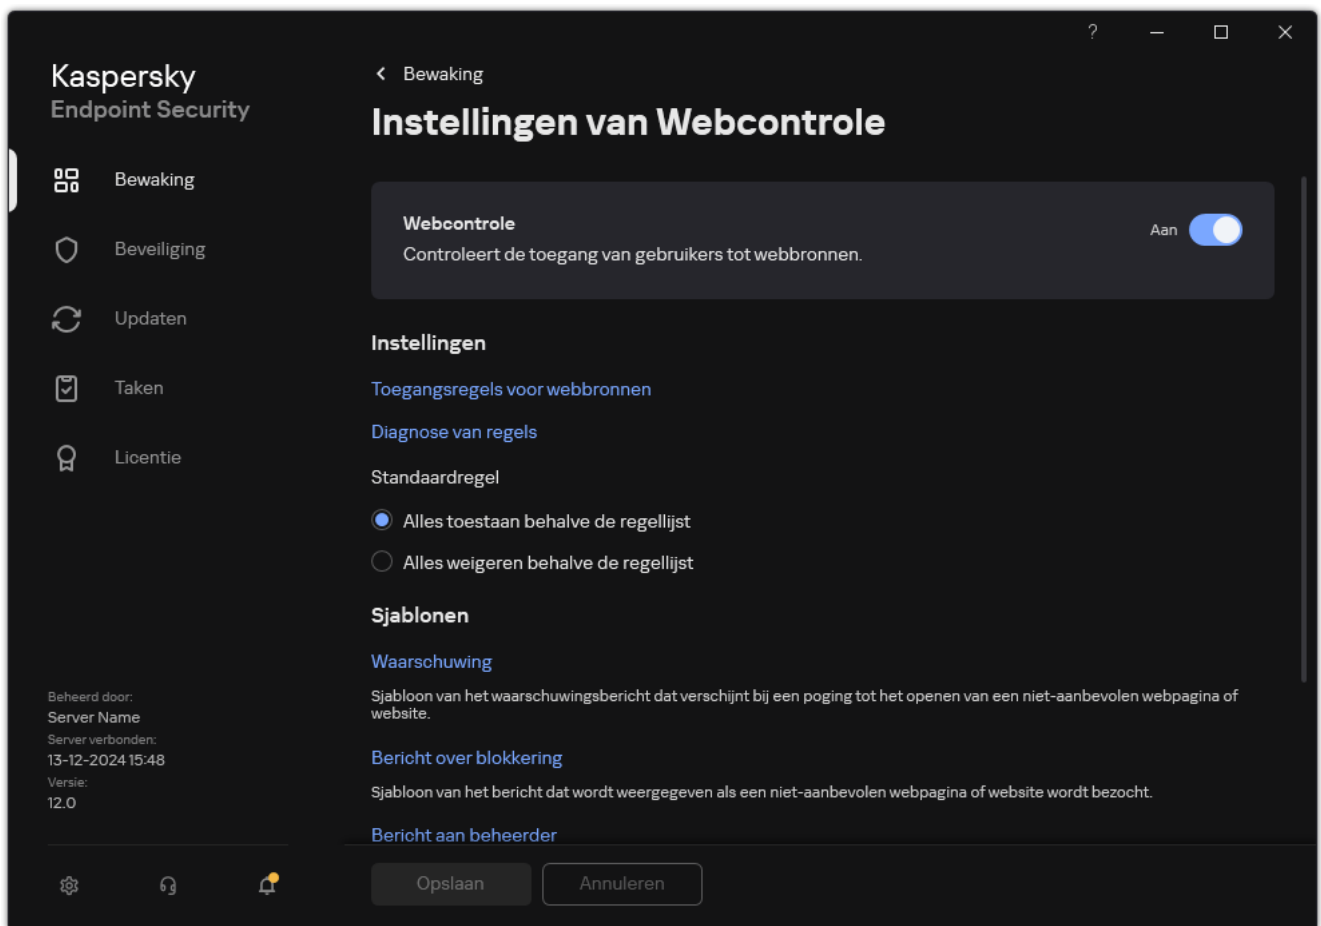 ?
Kaspersky
Endpoint Security
Bewaking
Beveiliging
Updaten
Taken
Licentie
Beheerd door:
Server Name
Server verbonden:
13-12-2024 15:48
Versie:
12.0
Bewaking
Instellingen van Webcontrole
Webcontrole
Controleert de toegang van gebruikers tot webbronnen.
Aan
Instellingen
Toegangsregels voor webbronnen
Diagnose van regels
Standaardregel
Alles toestaan behalve de regellijst
Alles weigeren behalve de regellijst
Sjablonen
Waarschuwing
Sjabloon van het waarschuwingsbericht dat verschijnt bij een poging tot het openen van een niet-aanbevolen webpagina of
website.
Bericht over blokkering
Sjabloon van het bericht dat wordt weergegeven als een niet-aanbevolen webpagina of website wordt bezocht.
Bericht aan beheerder
Opslaan
Annuleren